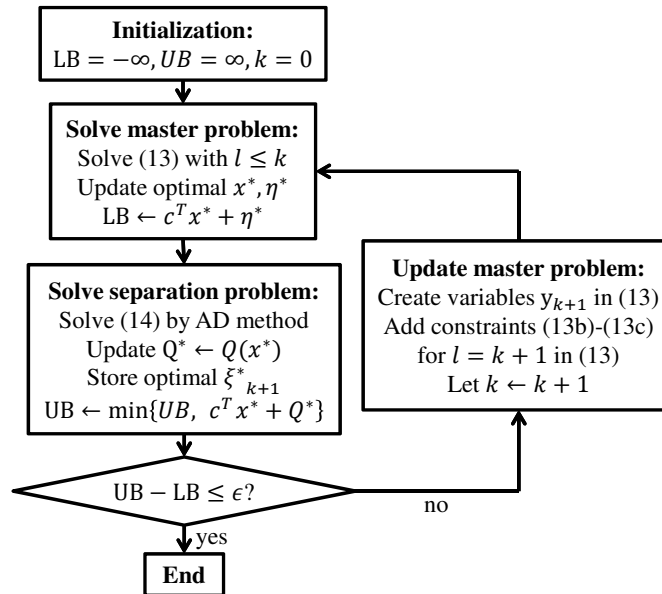 Initialization:
LB = −∞, UB = ∞, k = 0
Solve master problem:
Solve (13) with l ≤ k
Update optimal x*, η*
LB ← cᵀx* + η*
Solve separation problem:
Solve (14) by AD method
Update Q* ← Q(x*)
Store optimal ξ*ₖ₊₁
UB ← min{UB, cᵀx* + Q*}
UB − LB ≤ ϵ?
yes
End
no
Update master problem:
Create variables yₖ₊₁ in (13)
Add constraints (13b)-(13c)
for l = k + 1 in (13)
Let k ← k + 1